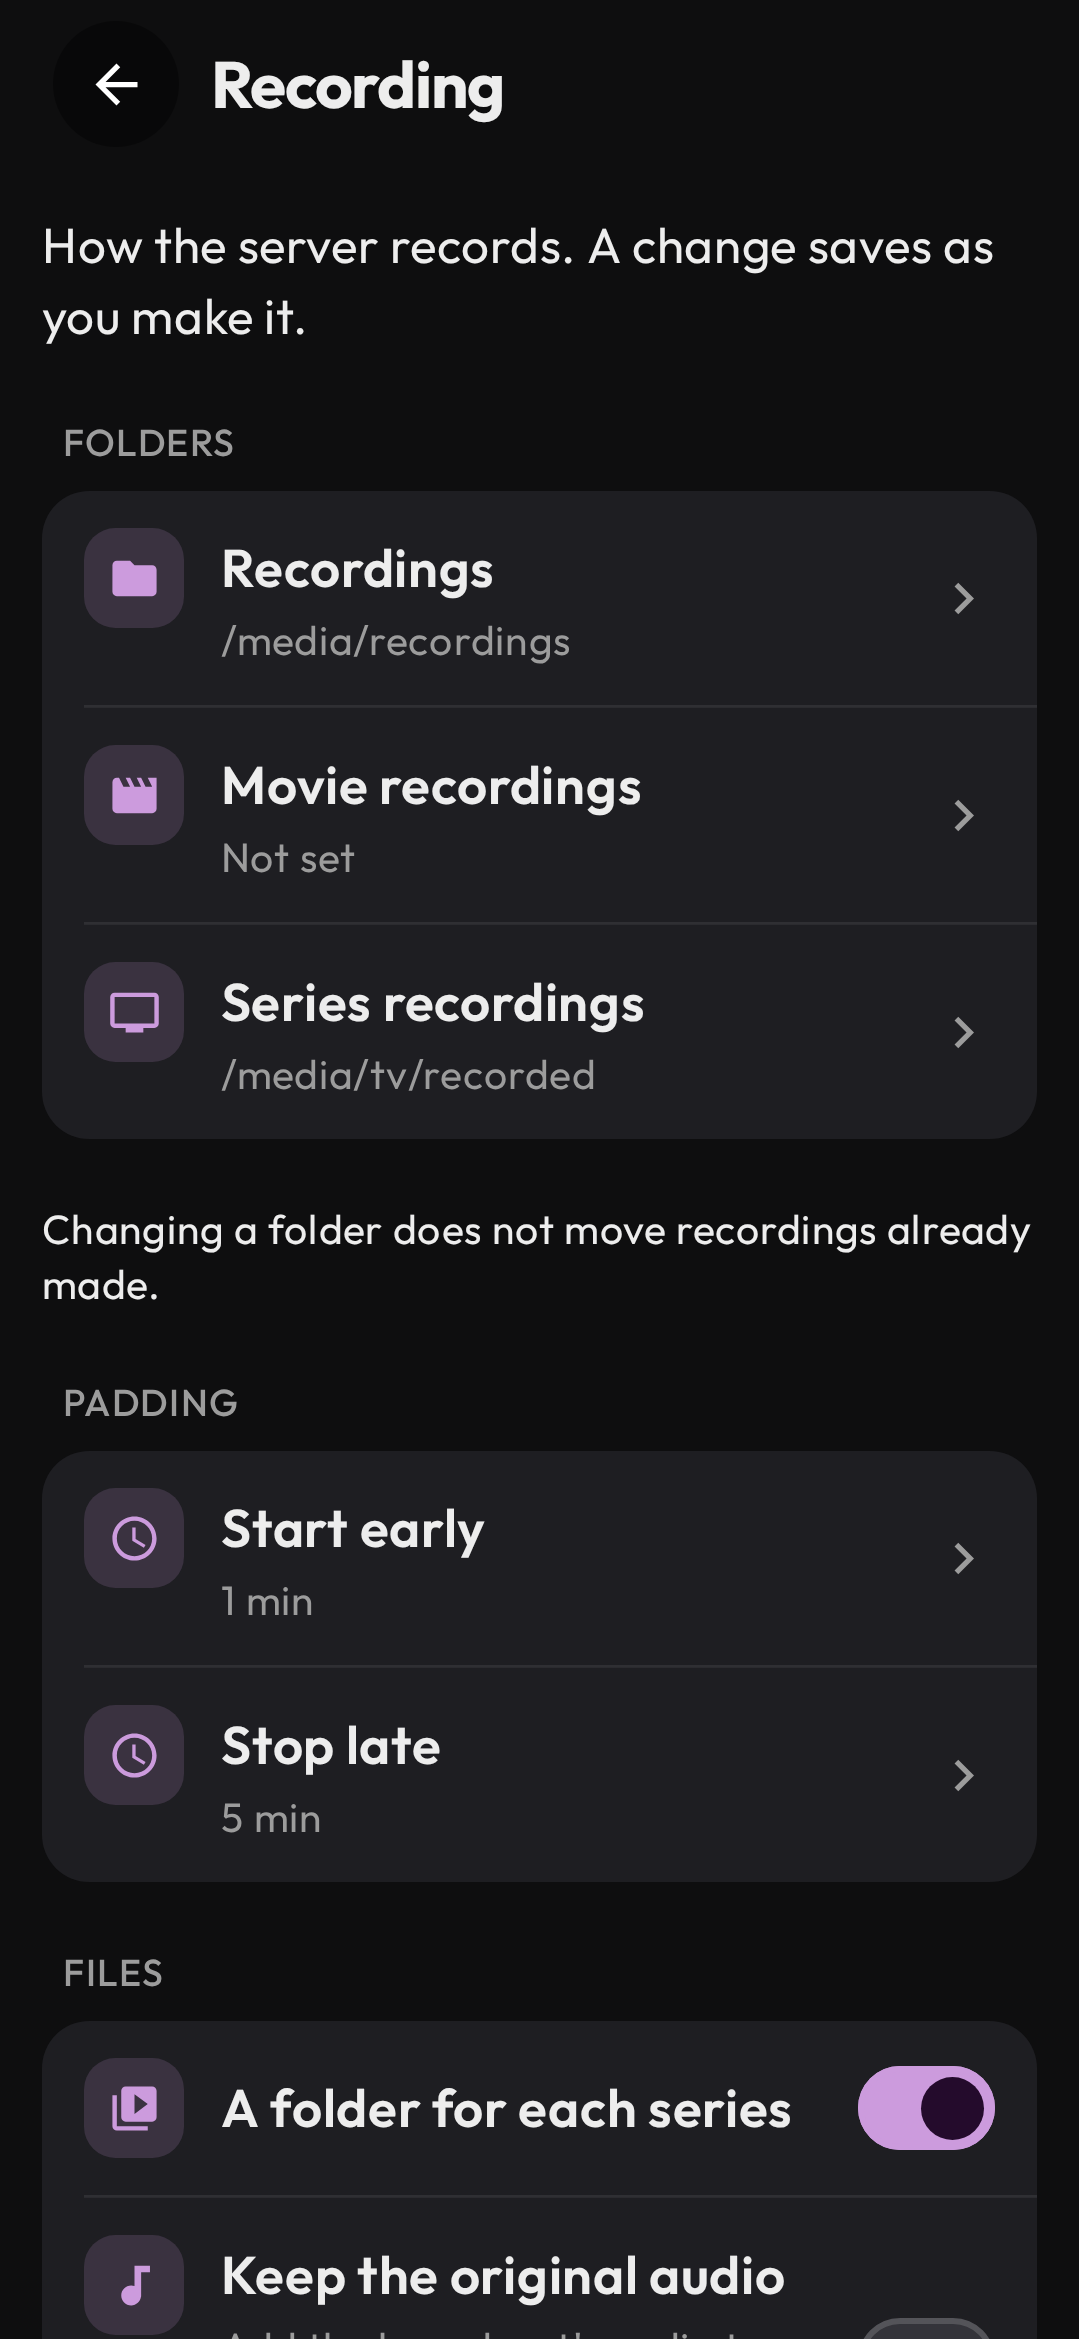 Recording
How the server records. A change saves as
you make it.
FOLDERS
Recordings
/media/recordings
Movie recordings
Not set
Series recordings
/media/tv/recorded
Changing a folder does not move recordings already
made.
PADDING
Start early
1 min
Stop late
5 min
FILES
A folder for each series
Keep the original audio